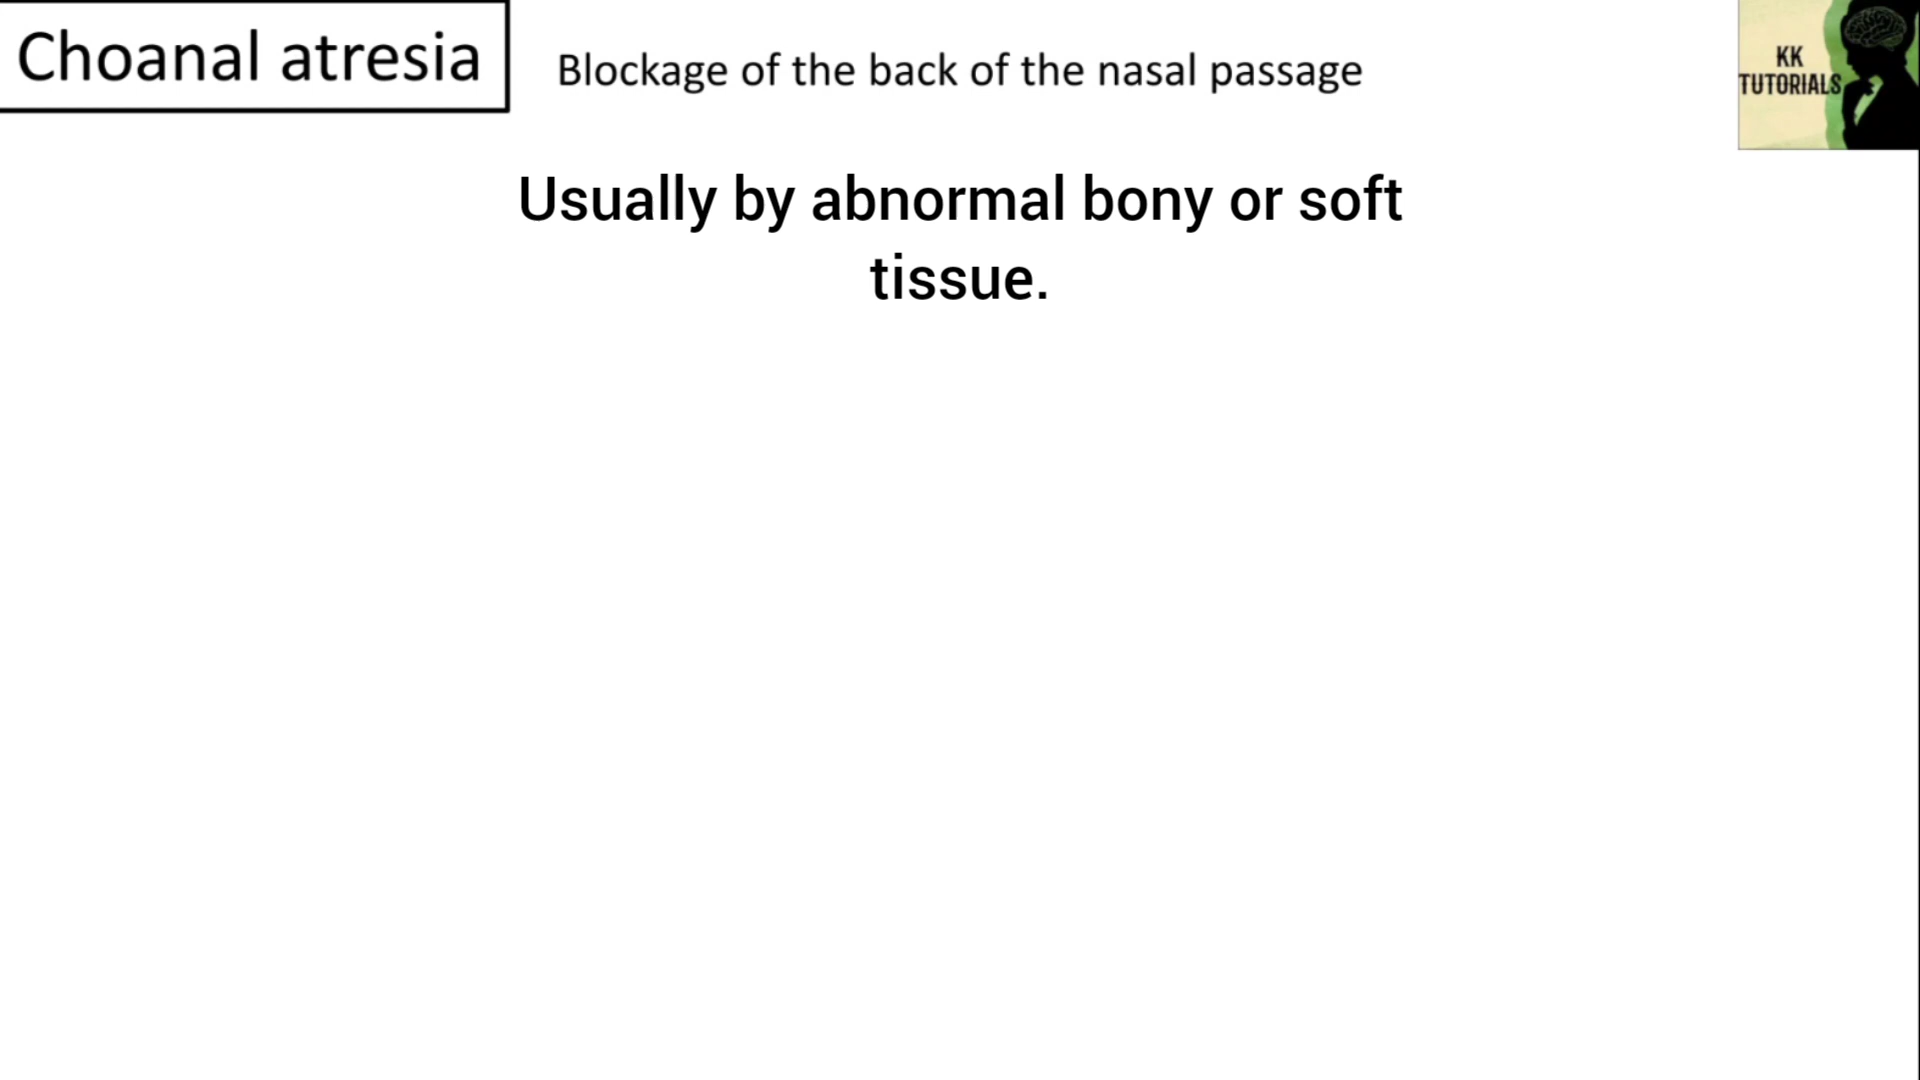 Choanal atresia
Blockage of the back of the nasal passage
KK
TUTORIALS
Usually by abnormal bony or soft
tissue.